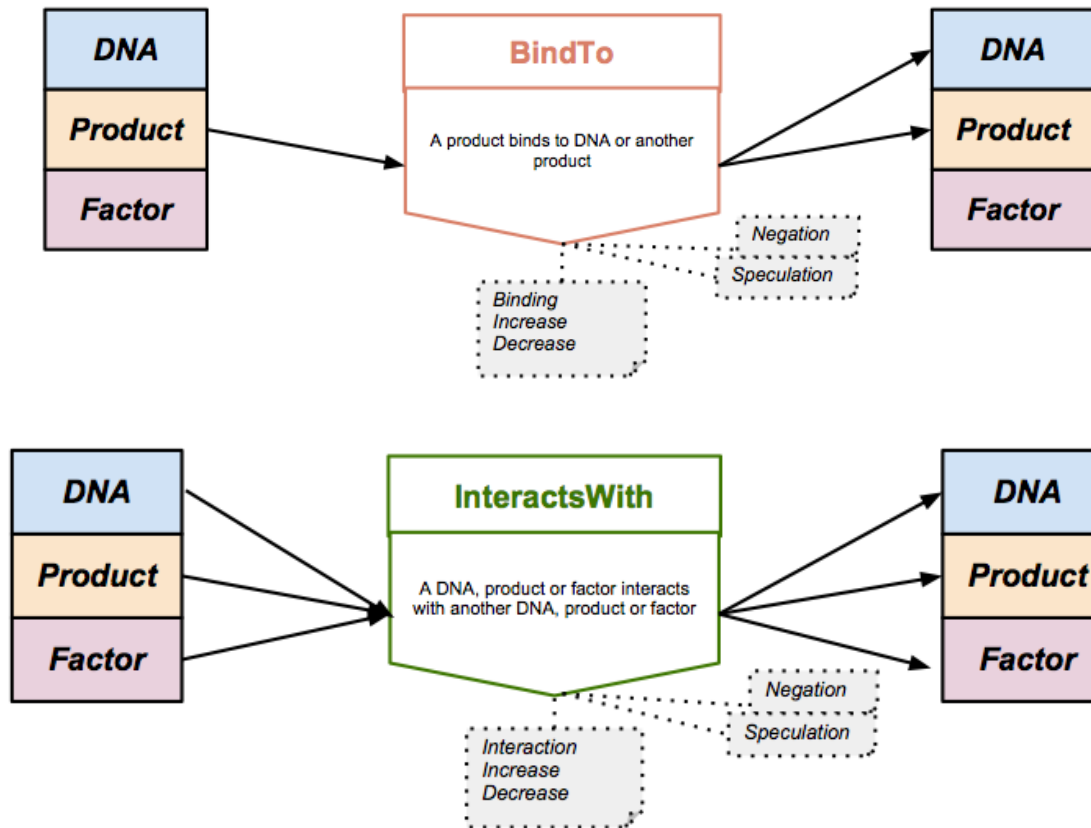 DNA
Product
Factor
BindTo
A product binds to DNA or another
product
DNA
Product
Factor
Negation
Speculation
Binding
Increase
Decrease
DNA
Product
Factor
InteractsWith
A DNA, product or factor interacts
with another DNA, product or factor
DNA
Product
Factor
Negation
Speculation
Interaction
Increase
Decrease